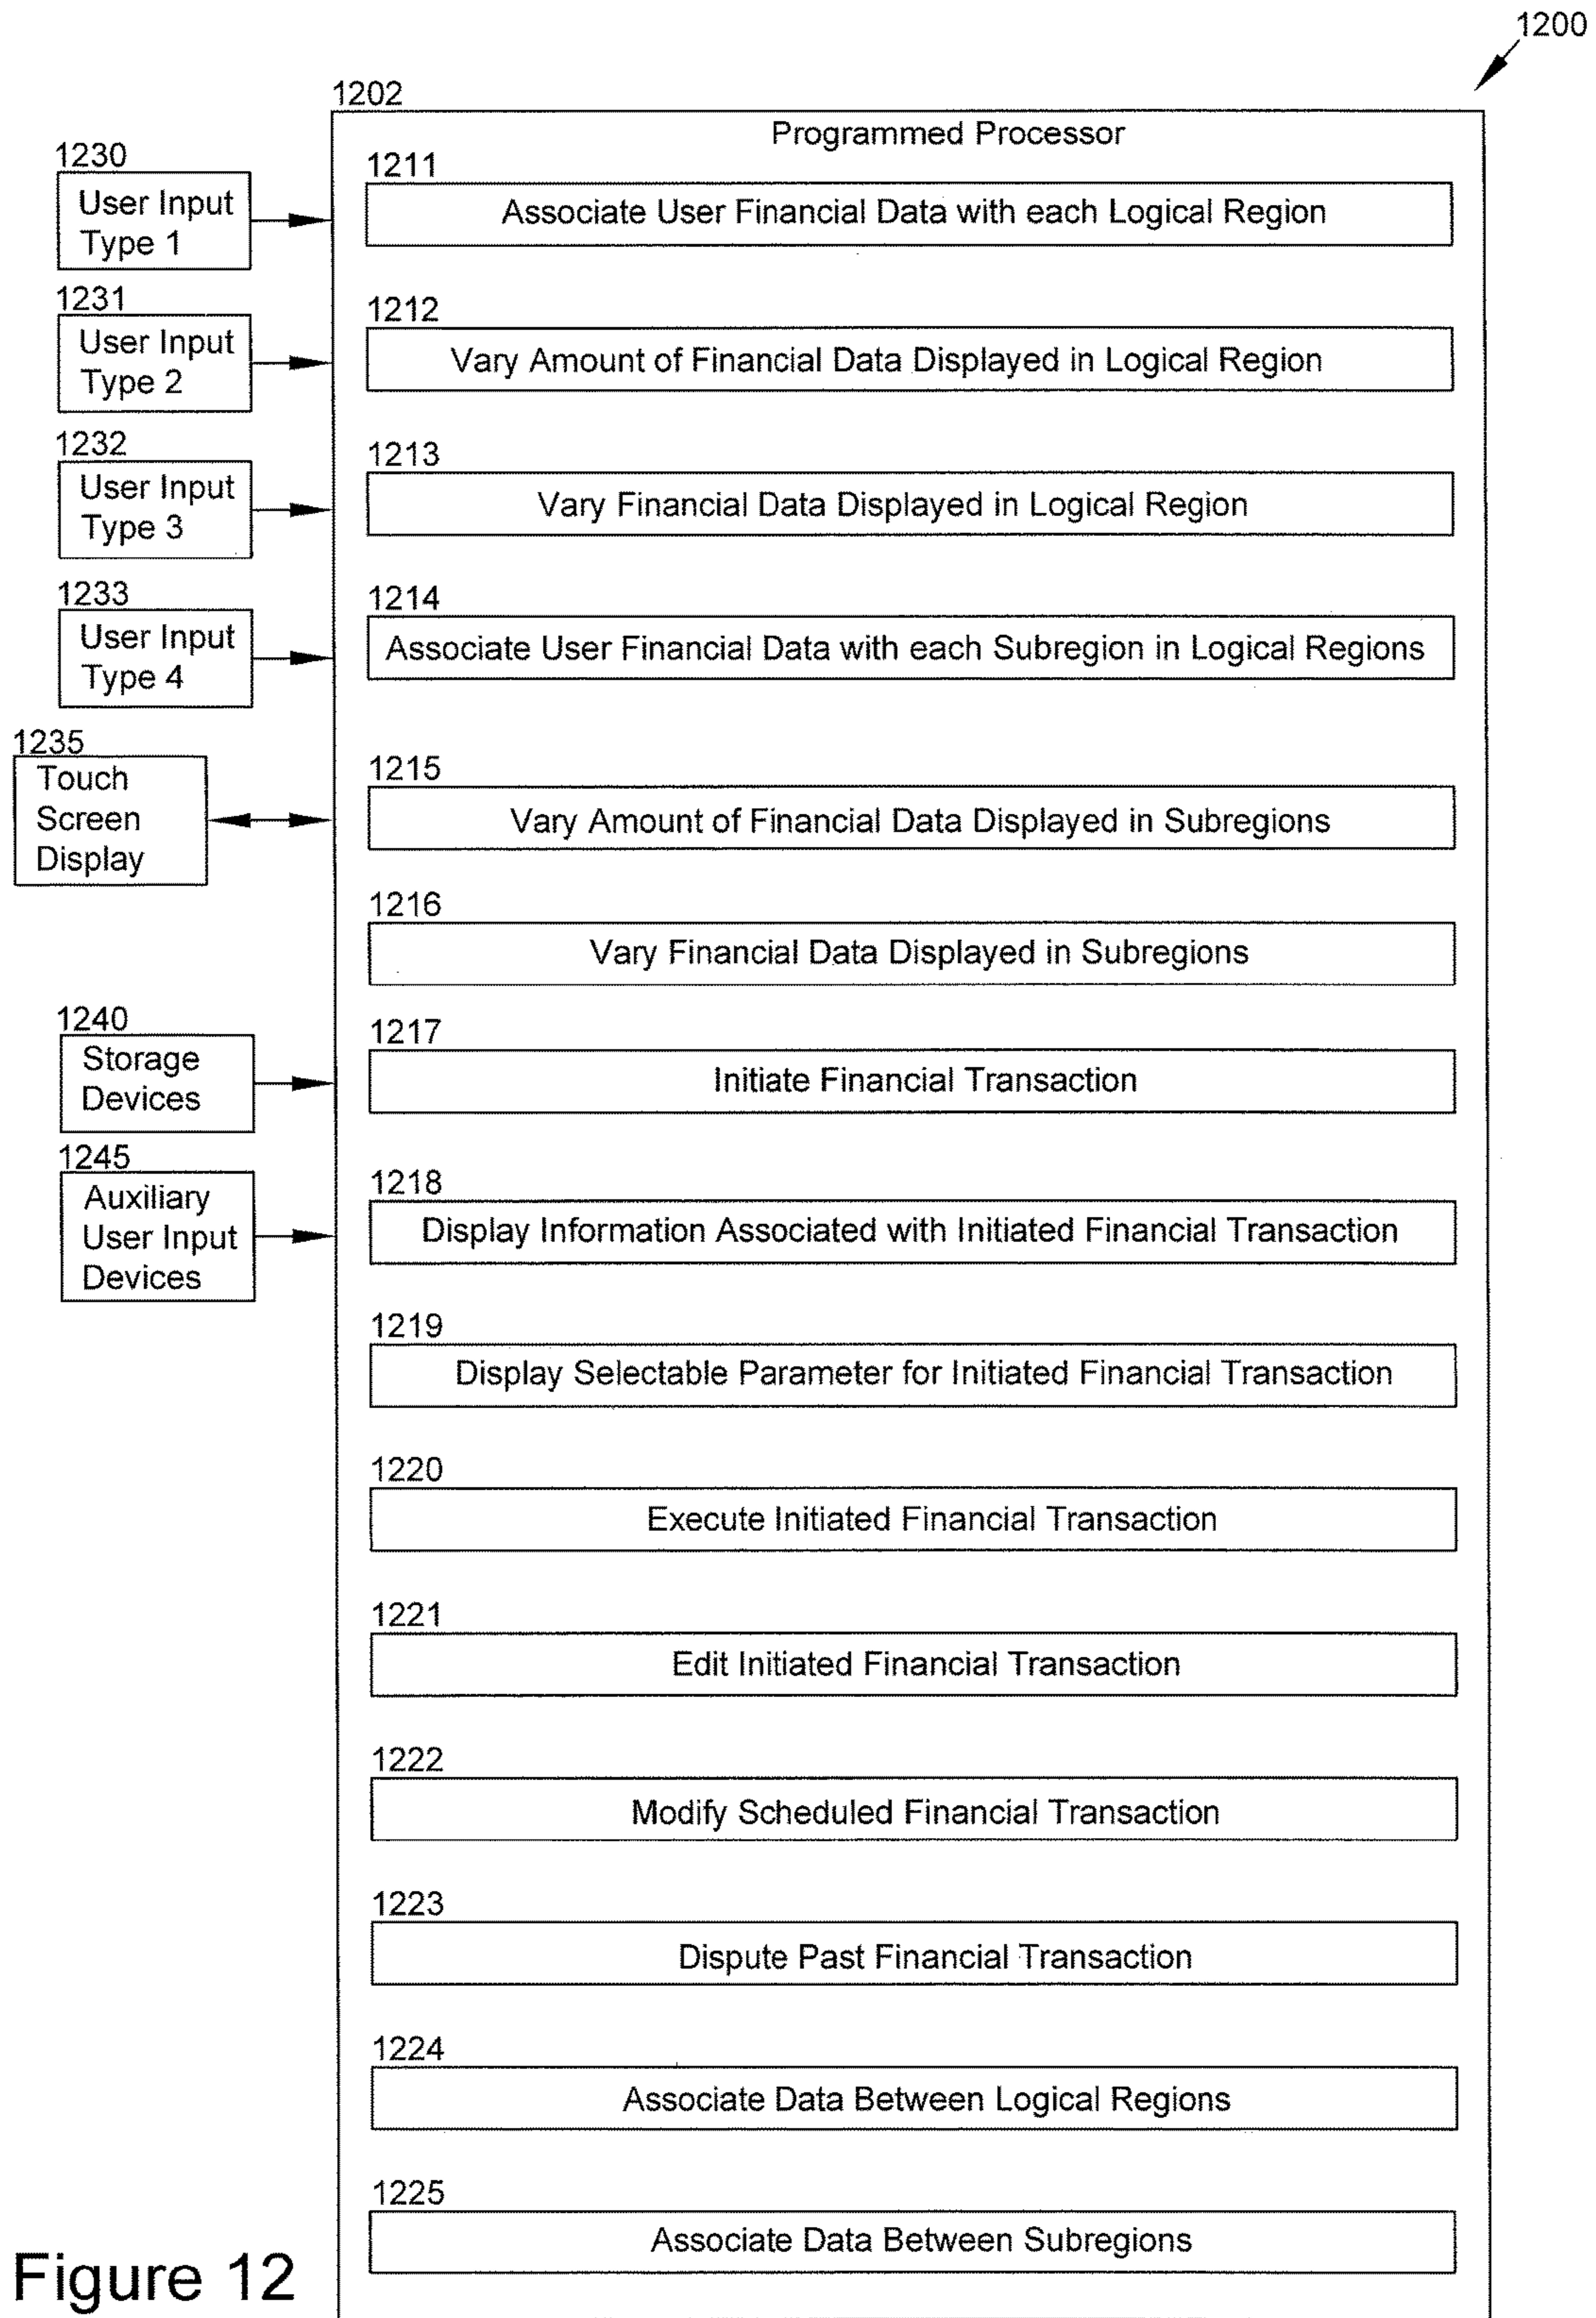 1200
1202
Programmed Processor
1230
User Input
Type 1
1211
Associate User Financial Data with each Logical Region
1231
User Input
Type 2
1212
Vary Amount of Financial Data Displayed in Logical Region
1232
User Input
Type 3
1213
Vary Financial Data Displayed in Logical Region
1233
User Input
Type 4
1214
Associate User Financial Data with each Subregion in Logical Regions
1235
Touch
Screen
Display
1215
Vary Amount of Financial Data Displayed in Subregions
1216
Vary Financial Data Displayed in Subregions
1240
Storage
Devices
1217
Initiate Financial Transaction
1245
Auxiliary
User Input
Devices
1218
Display Information Associated with Initiated Financial Transaction
1219
Display Selectable Parameter for Initiated Financial Transaction
1220
Execute Initiated Financial Transaction
1221
Edit Initiated Financial Transaction
1222
Modify Scheduled Financial Transaction
1223
Dispute Past Financial Transaction
1224
Associate Data Between Logical Regions
1225
Associate Data Between Subregions
Figure 12